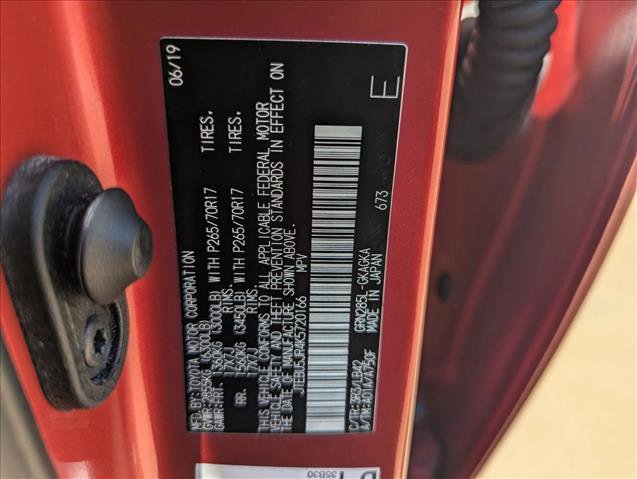 MFD. BY: TOYOTA MOTOR CORPORATION 06/19
GVWR: 2855KG (6300LB)
GAWR: FRT. 1360KG (3000LB) WITH P265/70R17 TIRES.
17X7J RIMS.
RR. 1560KG (3450LB) WITH P265/70R17 TIRES.
17X7J RIMS.
THIS VEHICLE CONFORMS TO ALL APPLICABLE FEDERAL MOTOR
VEHICLE SAFETY AND THEFT PREVENTION STANDARDS IN EFFECT ON
THE DATE OF MANUFACTURE SHOWN ABOVE.
JTEBU5JR4K5720166 MPV
E
C/TR: 3R3/LB42 GRN285L-GKAGKA 673
A/TM: A01A/A750F MADE IN JAPAN
35B30